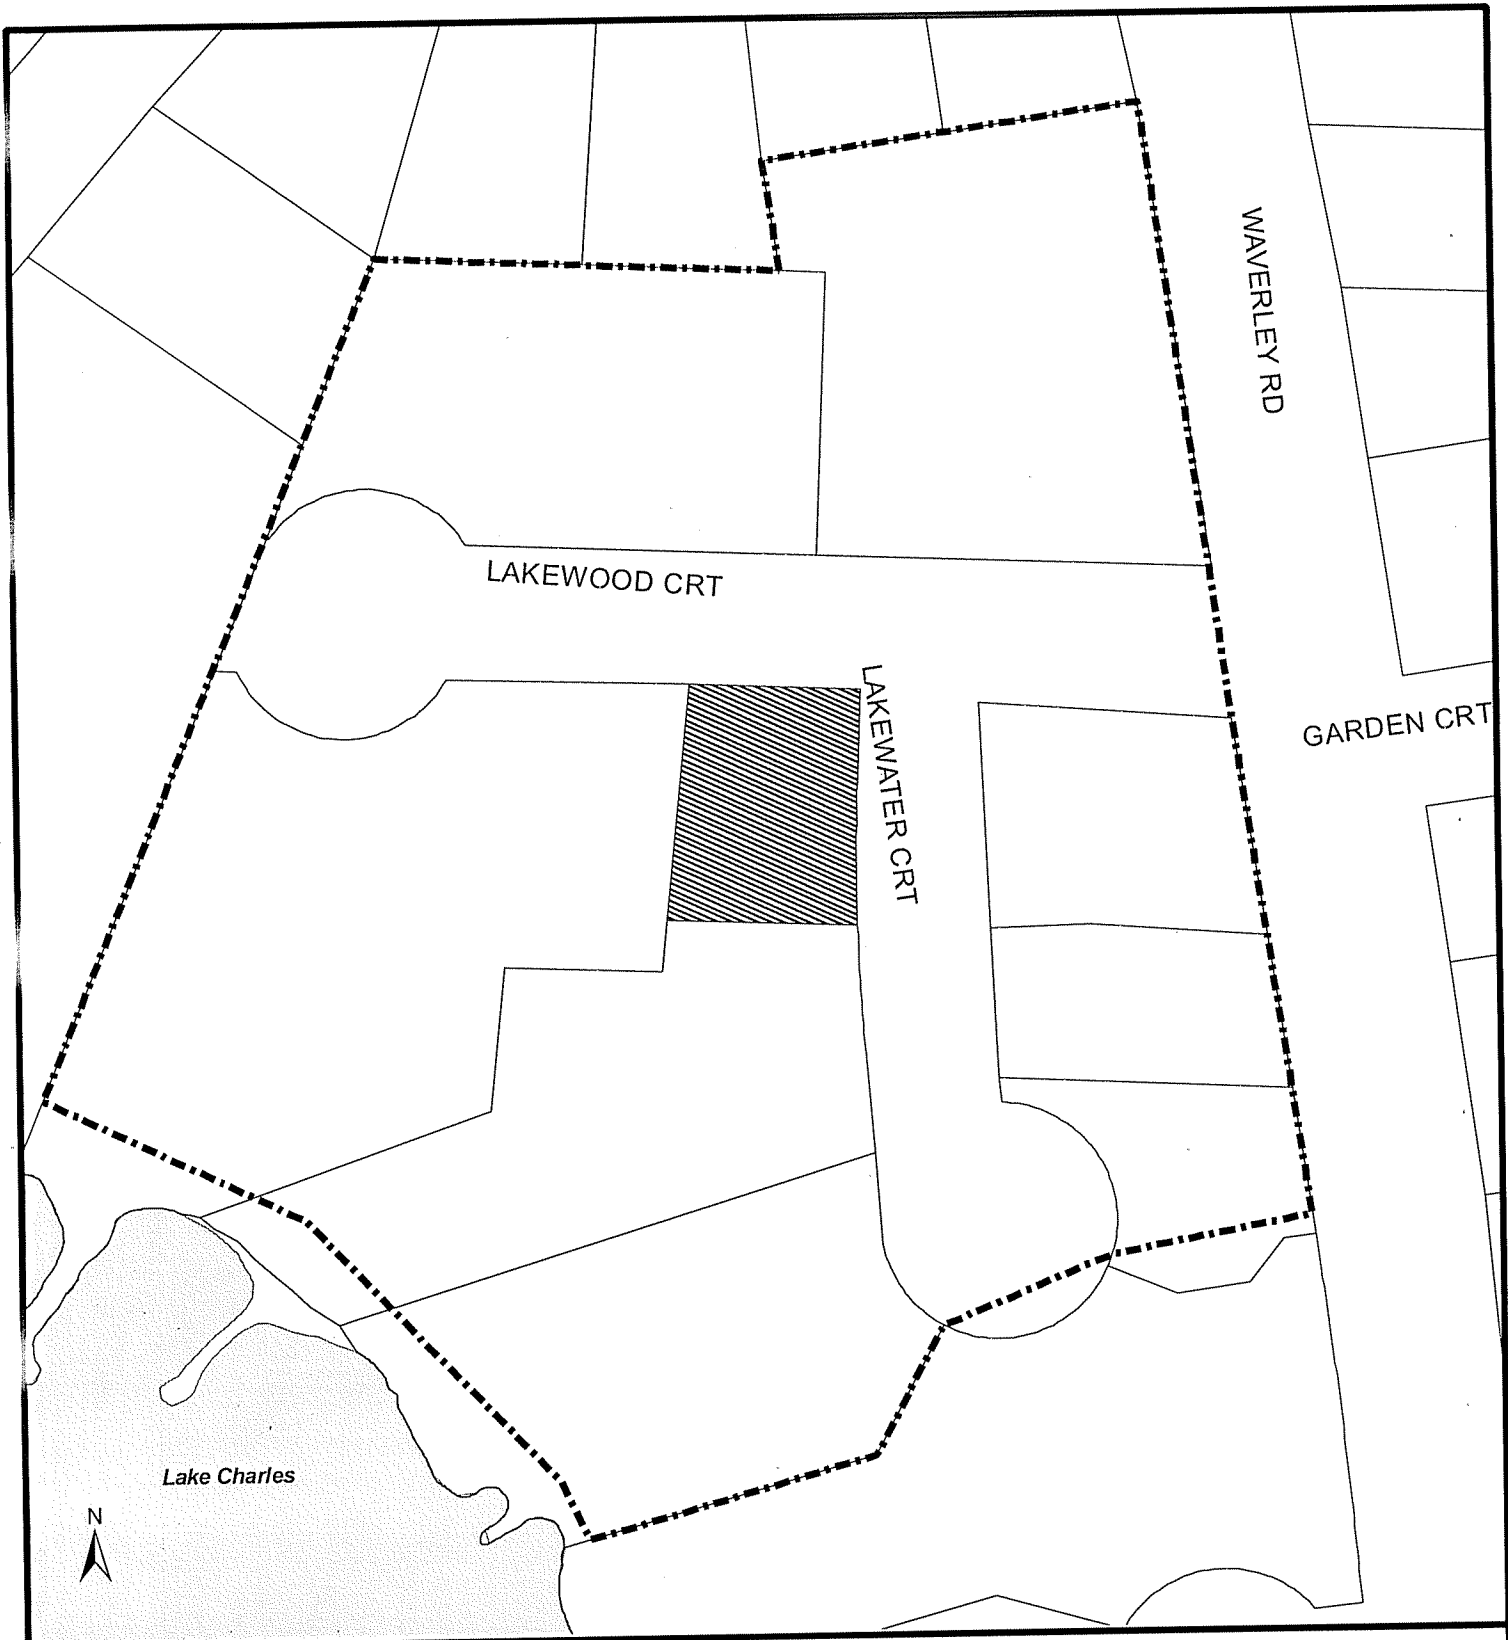 WAVERLEY RD
LAKEWOOD CRT
LAKEWATER CRT
GARDEN CRT
Lake Charles
N